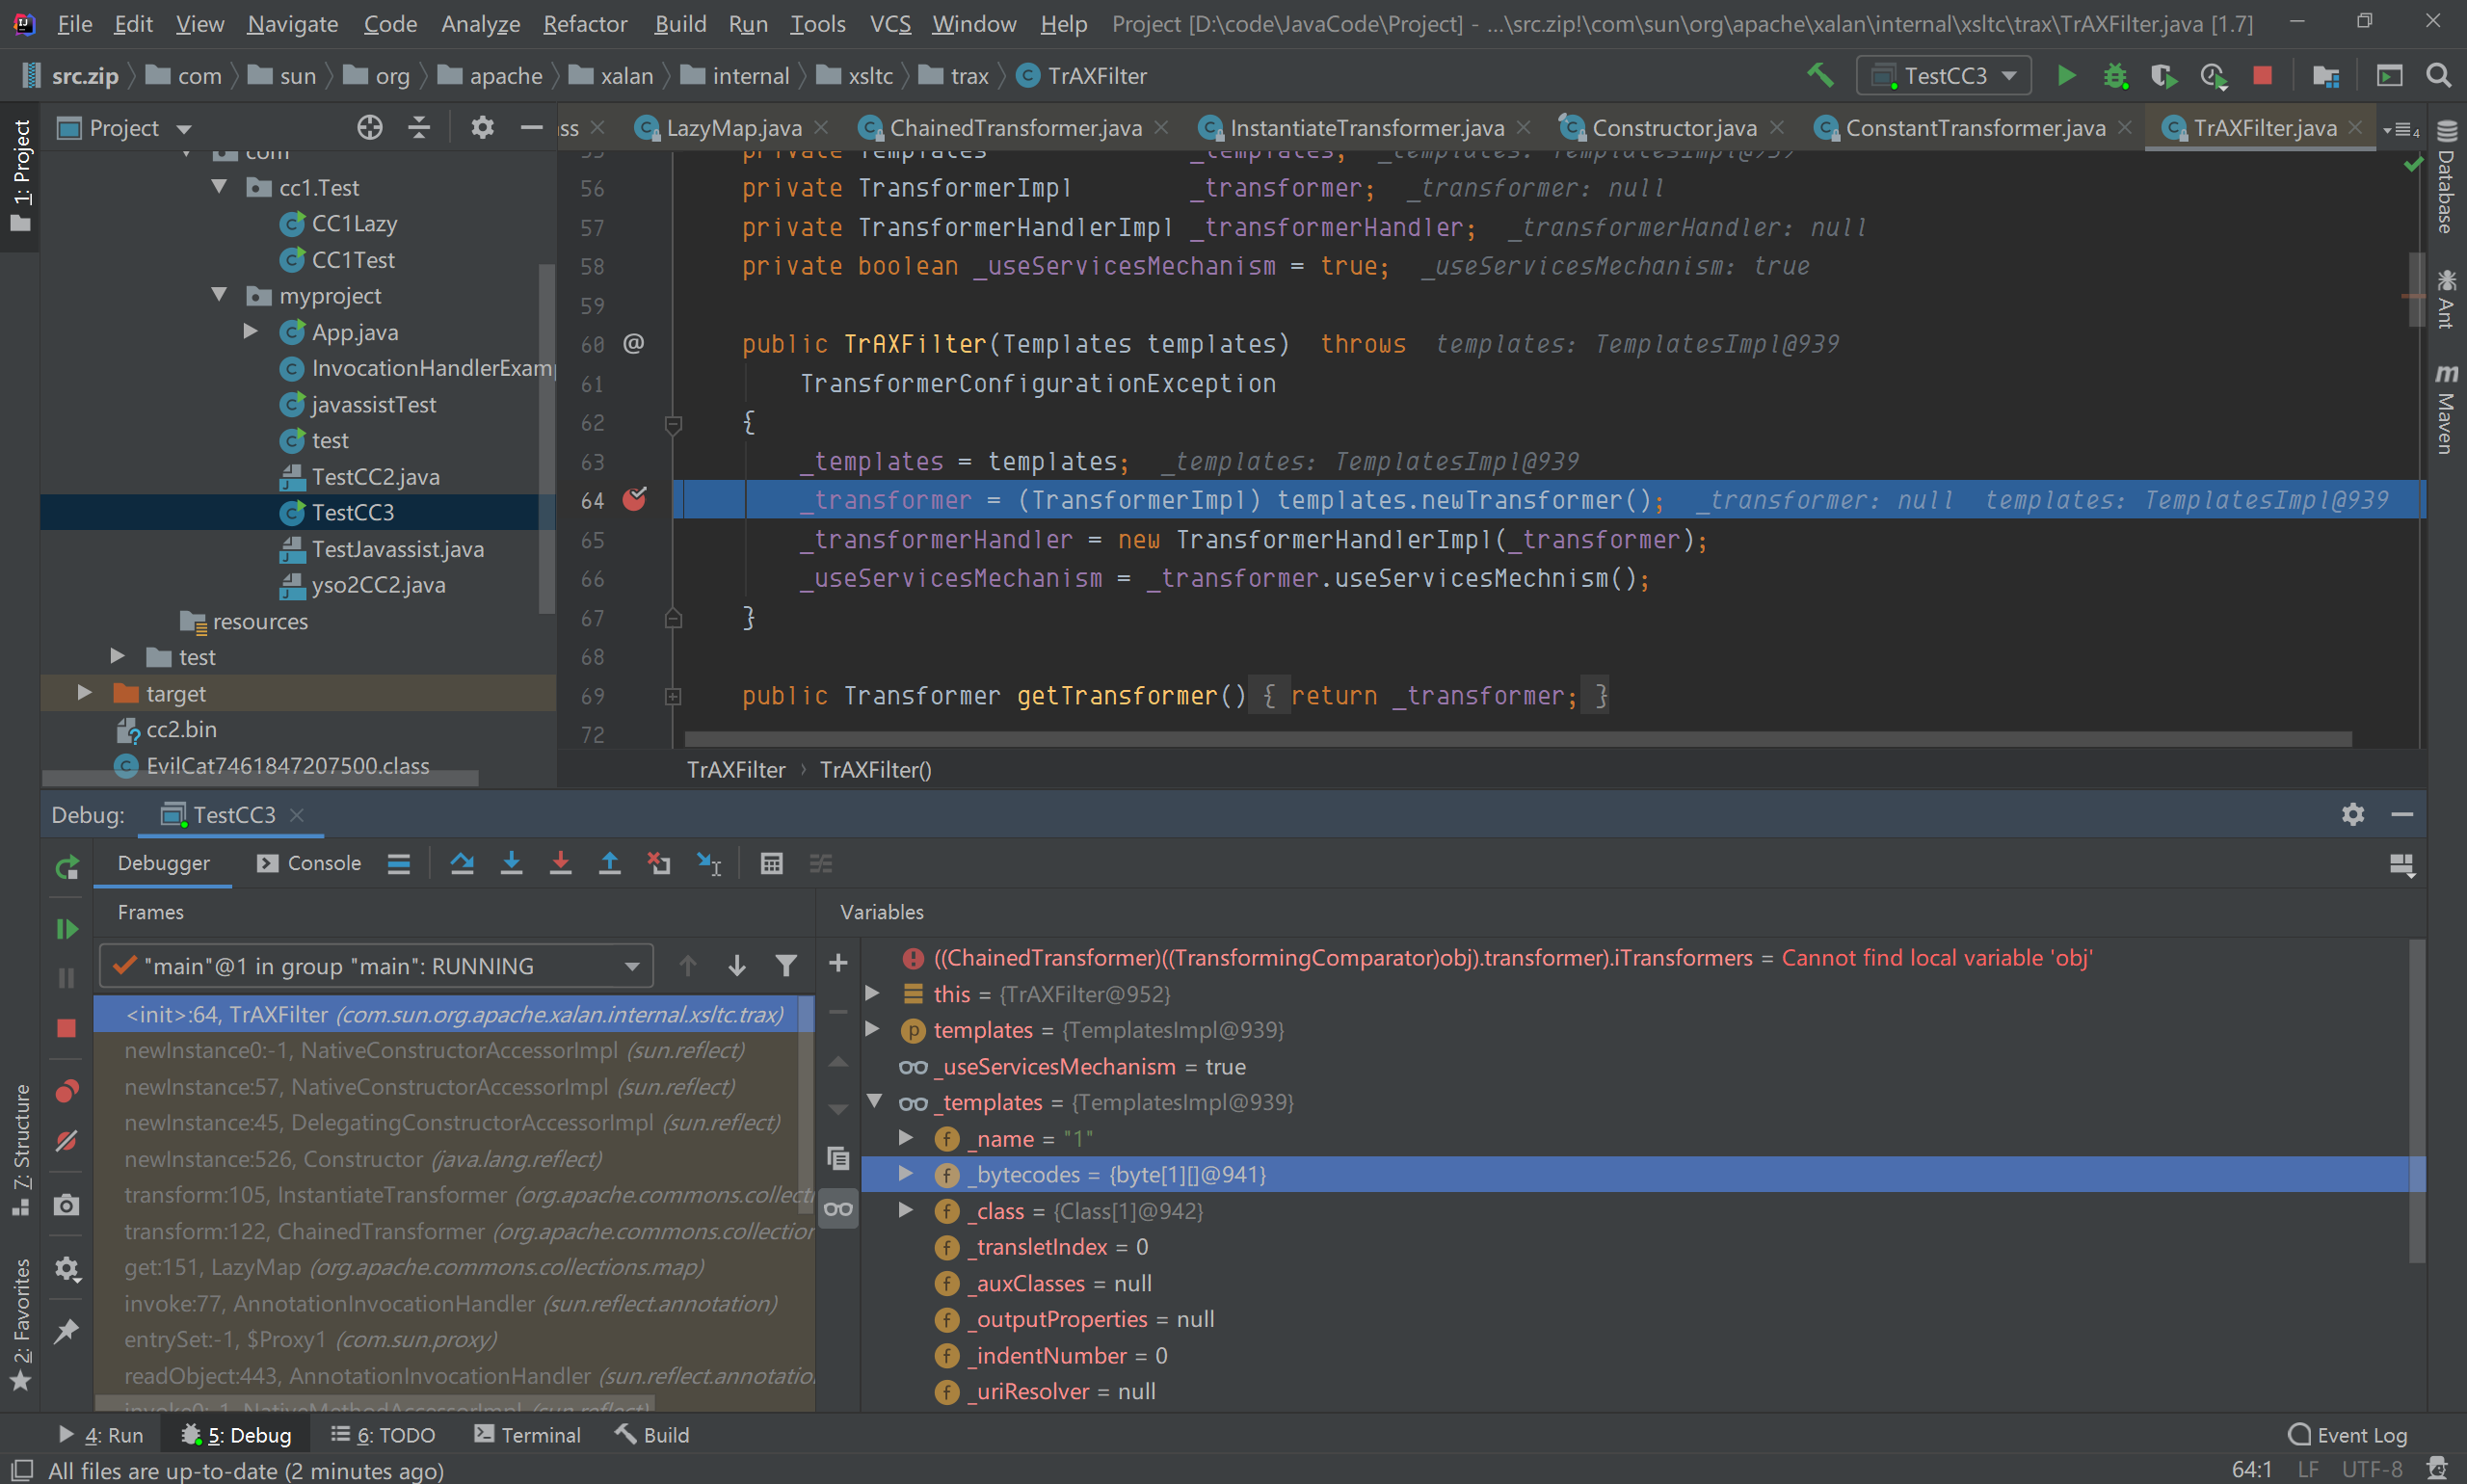 File Edit View Navigate Code Analyze Refactor Build Run Tools VCS Window Help Project [D:\code\JavaCode\Project] - ...\src.zip!\com\sun\org\apache\xalan\internal\xsltc\trax\TrAXFilter.java [1.7]
src.zip com sun org apache xalan internal xsltc trax TrAXFilter TestCC3
1: Project
Project
ss LazyMap.java ChainedTransformer.java InstantiateTransformer.java Constructor.java ConstantTransformer.java TrAXFilter.java 4
com
cc1.Test
CC1Lazy
CC1Test
myproject
App.java
InvocationHandlerExam
javassistTest
test
TestCC2.java
TestCC3
TestJavassist.java
yso2CC2.java
resources
test
target
cc2.bin
EvilCat7461847207500.class
55 private Templates _templates; _templates: TemplatesImpl@939
56 private TransformerImpl _transformer; _transformer: null
57 private TransformerHandlerImpl _transformerHandler; _transformerHandler: null
58 private boolean _useServicesMechanism = true; _useServicesMechanism: true
59
60 @ public TrAXFilter(Templates templates) throws templates: TemplatesImpl@939
61 TransformerConfigurationException
62 {
63 _templates = templates; _templates: TemplatesImpl@939
64 _transformer = (TransformerImpl) templates.newTransformer(); _transformer: null templates: TemplatesImpl@939
65 _transformerHandler = new TransformerHandlerImpl(_transformer);
66 _useServicesMechanism = _transformer.useServicesMechnism();
67 }
68
69 public Transformer getTransformer() { return _transformer; }
72
TrAXFilter › TrAXFilter()
Database
Ant
m Maven
Debug: TestCC3
Debugger Console
Frames
"main"@1 in group "main": RUNNING
<init>:64, TrAXFilter (com.sun.org.apache.xalan.internal.xsltc.trax)
newInstance0:-1, NativeConstructorAccessorImpl (sun.reflect)
newInstance:57, NativeConstructorAccessorImpl (sun.reflect)
newInstance:45, DelegatingConstructorAccessorImpl (sun.reflect)
newInstance:526, Constructor (java.lang.reflect)
transform:105, InstantiateTransformer (org.apache.commons.collecti
transform:122, ChainedTransformer (org.apache.commons.collection
get:151, LazyMap (org.apache.commons.collections.map)
invoke:77, AnnotationInvocationHandler (sun.reflect.annotation)
entrySet:-1, $Proxy1 (com.sun.proxy)
readObject:443, AnnotationInvocationHandler (sun.reflect.annotatio
invoke0:-1, NativeMethodAccessorImpl (sun.reflect)
Variables
((ChainedTransformer)((TransformingComparator)obj).transformer).iTransformers = Cannot find local variable 'obj'
this = {TrAXFilter@952}
p templates = {TemplatesImpl@939}
_useServicesMechanism = true
_templates = {TemplatesImpl@939}
f _name = "1"
f _bytecodes = {byte[1][]@941}
f _class = {Class[1]@942}
f _transletIndex = 0
f _auxClasses = null
f _outputProperties = null
f _indentNumber = 0
f _uriResolver = null
7: Structure
2: Favorites
4: Run 5: Debug 6: TODO Terminal Build Event Log
All files are up-to-date (2 minutes ago) 64:1 LF UTF-8